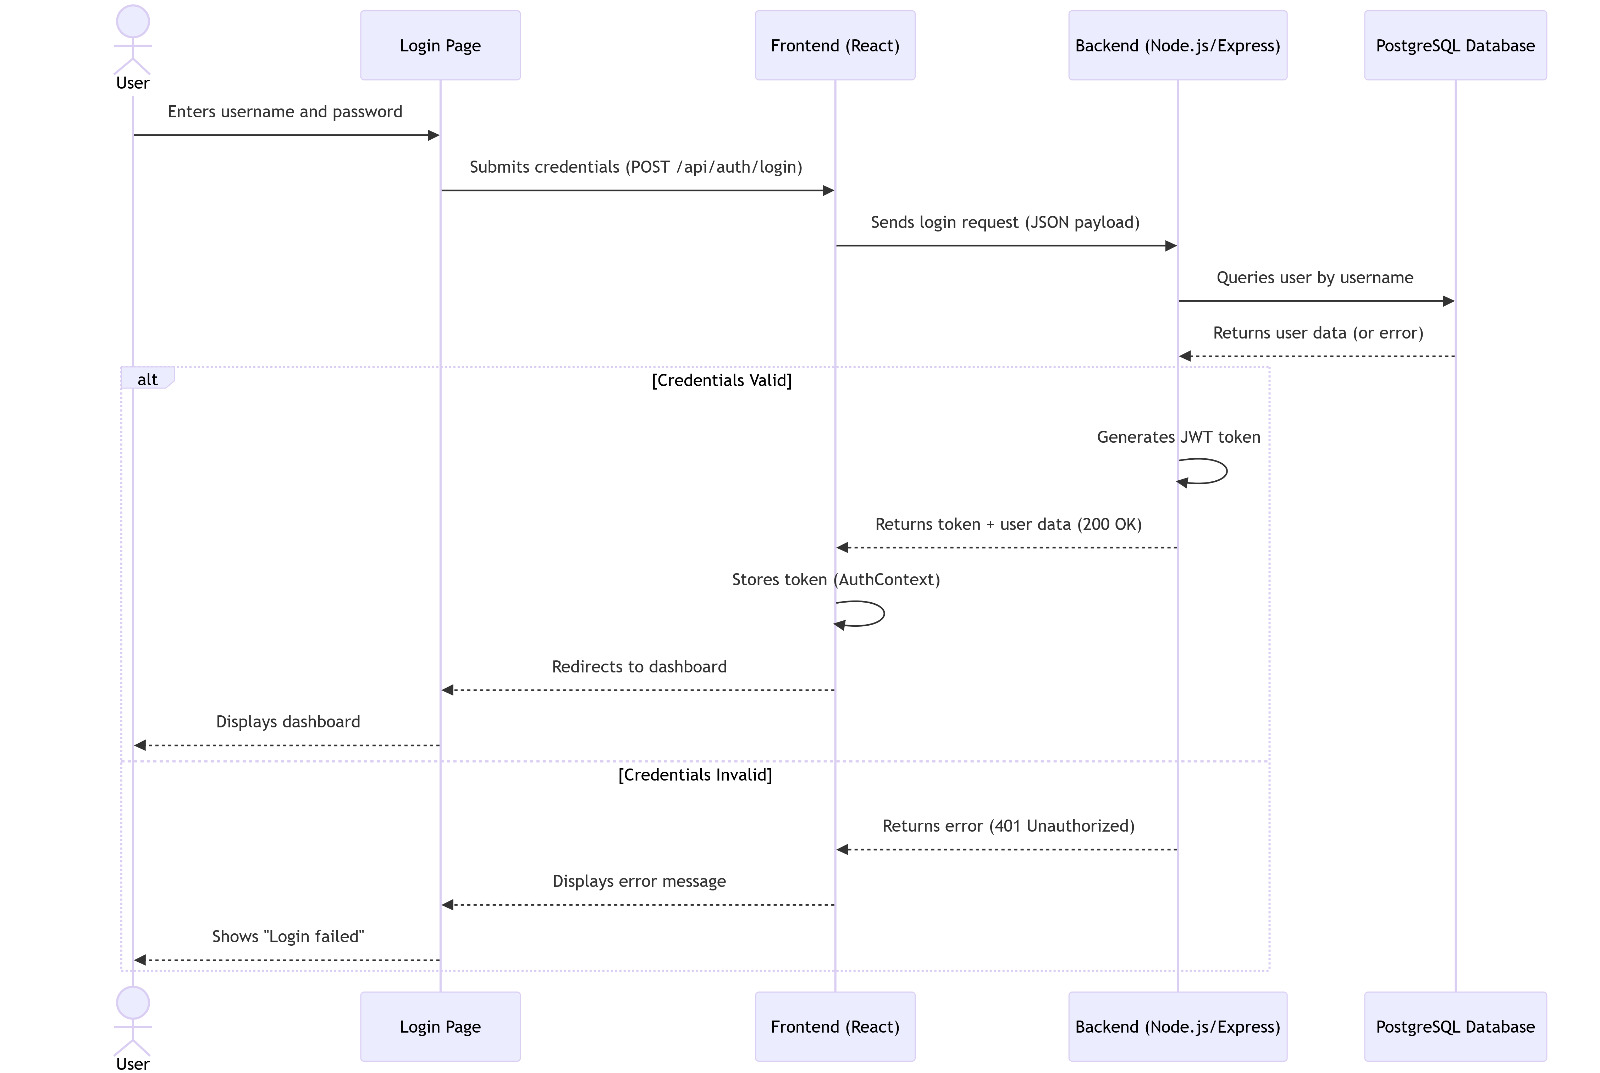 User
Login Page
Frontend (React)
Backend (Node.js/Express)
PostgreSQL Database
Enters username and password
Submits credentials (POST /api/auth/login)
Sends login request (JSON payload)
Queries user by username
Returns user data (or error)
alt
[Credentials Valid]
Generates JWT token
Returns token + user data (200 OK)
Stores token (AuthContext)
Redirects to dashboard
Displays dashboard
[Credentials Invalid]
Returns error (401 Unauthorized)
Displays error message
Shows "Login failed"
User
Login Page
Frontend (React)
Backend (Node.js/Express)
PostgreSQL Database